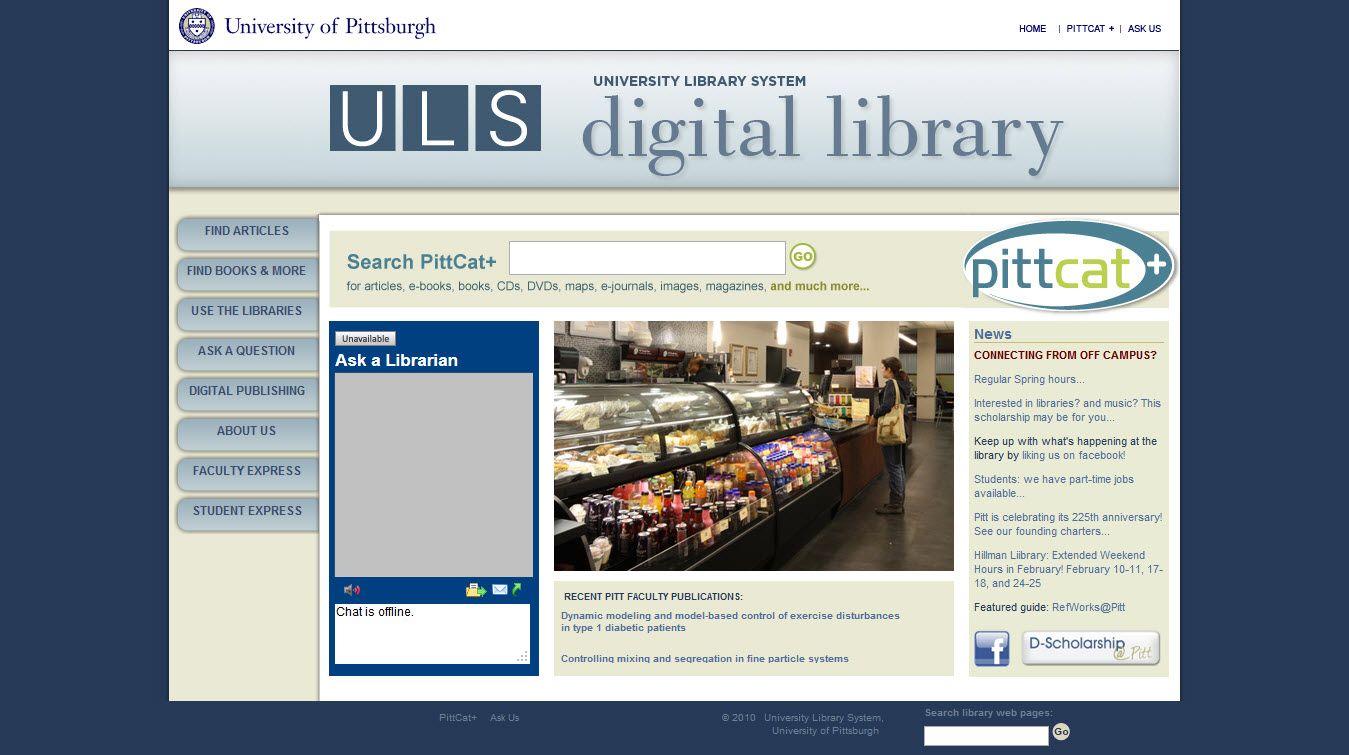 University of Pittsburgh
HOME | PITTCAT + | ASK US
ULS
UNIVERSITY LIBRARY SYSTEM
digital library
FIND ARTICLES
FIND BOOKS & MORE
USE THE LIBRARIES
ASK A QUESTION
DIGITAL PUBLISHING
ABOUT US
FACULTY EXPRESS
STUDENT EXPRESS
Search PittCat+
GO
for articles, e-books, books, CDs, DVDs, maps, e-journals, images, magazines, and much more...
pittcat+
Unavailable
Ask a Librarian
Chat is offline.
RECENT PITT FACULTY PUBLICATIONS:
Dynamic modeling and model-based control of exercise disturbances
in type 1 diabetic patients
Controlling mixing and segregation in fine particle systems
News
CONNECTING FROM OFF CAMPUS?
Regular Spring hours...
Interested in libraries? and music? This
scholarship may be for you...
Keep up with what's happening at the
library by liking us on facebook!
Students: we have part-time jobs
available...
Pitt is celebrating its 225th anniversary!
See our founding charters...
Hillman Liibrary: Extended Weekend
Hours in February! February 10-11, 17-
18, and 24-25
Featured guide: RefWorks@Pitt
f
D-Scholarship
@Pitt
PittCat+ Ask Us
© 2010 University Library System,
University of Pittsburgh
Search library web pages:
Go